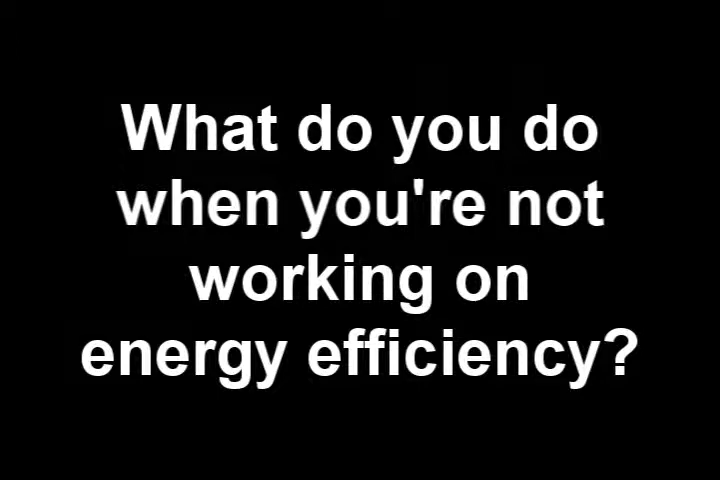 What do you do
when you're not
working on
energy efficiency?